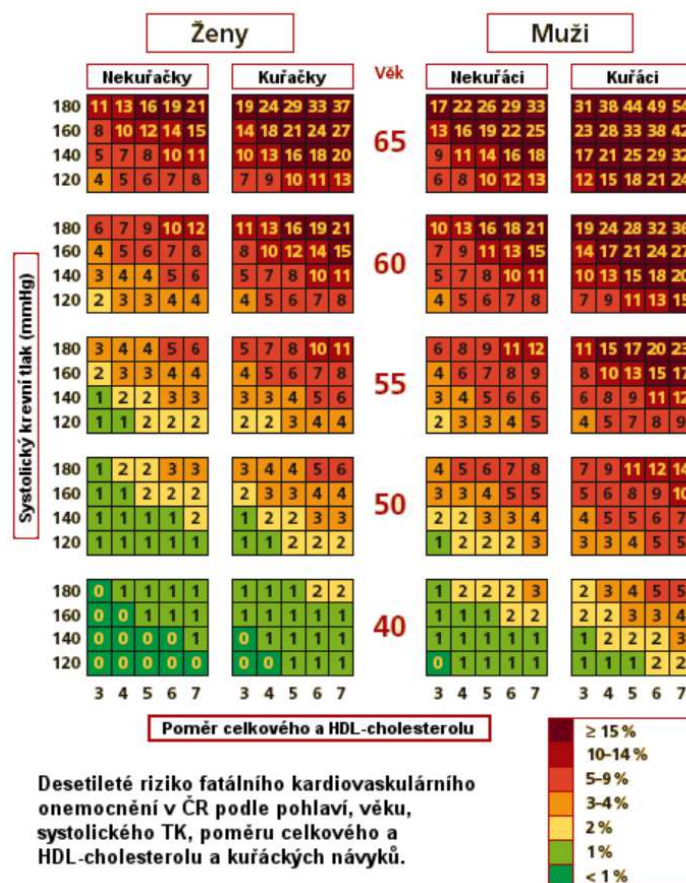 Ženy Muži
Nekuřačky Kuřačky Věk Nekuřáci Kuřáci
180 11 13 16 19 21 19 24 29 33 37 17 22 26 29 33 31 38 44 49 54
160 8 10 12 14 15 14 18 21 24 27 13 16 19 22 25 23 28 33 38 42
65
140 5 7 8 10 11 10 13 16 18 20 9 11 14 16 18 17 21 25 29 32
120 4 5 6 7 8 7 9 10 11 13 6 8 10 12 13 12 15 18 21 24
180 6 7 9 10 12 11 13 16 19 21 10 13 16 18 21 19 24 28 32 36
160 4 5 6 7 8 8 10 12 14 15 7 9 11 13 15 14 17 21 24 27
60
140 3 4 4 5 6 5 7 8 10 11 5 7 8 10 11 10 13 15 18 20
120 2 3 3 4 4 4 5 6 7 8 4 5 6 7 8 7 9 11 13 15
Systolický krevní tlak (mmHg)
180 3 4 4 5 6 5 7 8 10 11 6 8 9 11 12 11 15 17 20 23
160 2 3 3 4 4 4 5 6 7 8 4 6 7 8 9 8 10 13 15 17
55
140 1 2 2 3 3 3 3 4 5 6 3 4 5 6 6 6 8 9 11 12
120 1 1 2 2 2 2 2 3 4 4 2 3 3 4 5 4 5 7 8 9
180 1 2 2 3 3 3 4 4 5 6 4 5 6 7 8 7 9 11 12 14
160 1 1 2 2 2 2 3 3 4 4 3 3 4 5 5 5 6 8 9 10
50
140 1 1 1 1 2 1 2 2 3 3 2 2 3 3 4 4 5 5 6 7
120 1 1 1 1 1 1 1 2 2 2 1 2 2 2 3 3 3 4 5 5
180 0 1 1 1 1 1 1 1 2 2 1 2 2 2 3 2 3 4 5 5
160 0 0 1 1 1 1 1 1 1 1 1 1 1 2 2 2 2 3 3 4
40
140 0 0 0 0 1 0 1 1 1 1 1 1 1 1 1 1 2 2 2 3
120 0 0 0 0 0 0 0 1 1 1 0 1 1 1 1 1 1 1 2 2
3 4 5 6 7 3 4 5 6 7 3 4 5 6 7 3 4 5 6 7
Poměr celkového a HDL-cholesterolu
≥ 15 %
10–14 %
5–9 %
3–4 %
2 %
1 %
< 1 %
Desetileté riziko fatálního kardiovaskulárního
onemocnění v ČR podle pohlaví, věku,
systolického TK, poměru celkového a
HDL-cholesterolu a kuřáckých návyků.